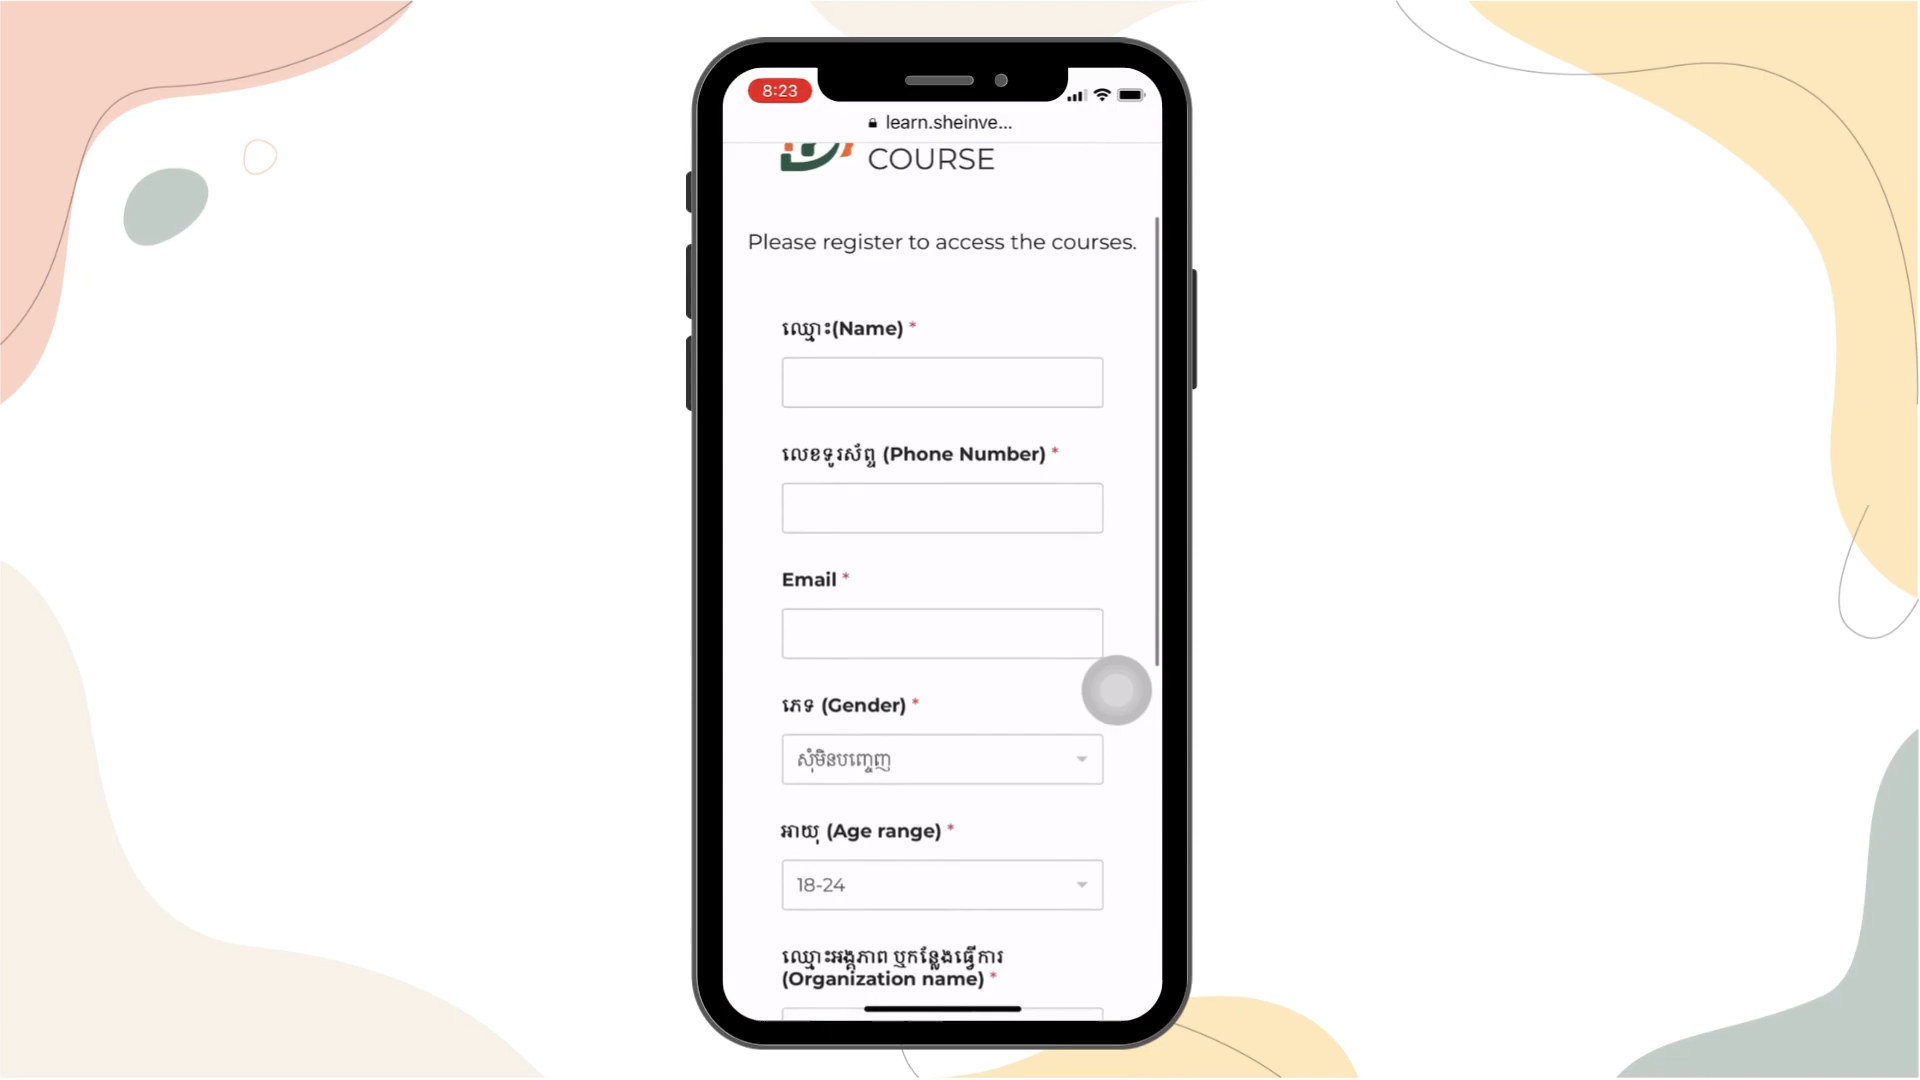 8:23
learn.sheinve...
COURSE
Please register to access the courses.
ឈ្មោះ(Name) *
លេខទូរស័ព្ទ (Phone Number) *
Email *
ភេទ (Gender) *
សុំមិនបញ្ចេញ
អាយុ (Age range) *
18-24
ឈ្មោះអង្គភាព ឬកន្លែងធ្វើការ
(Organization name) *